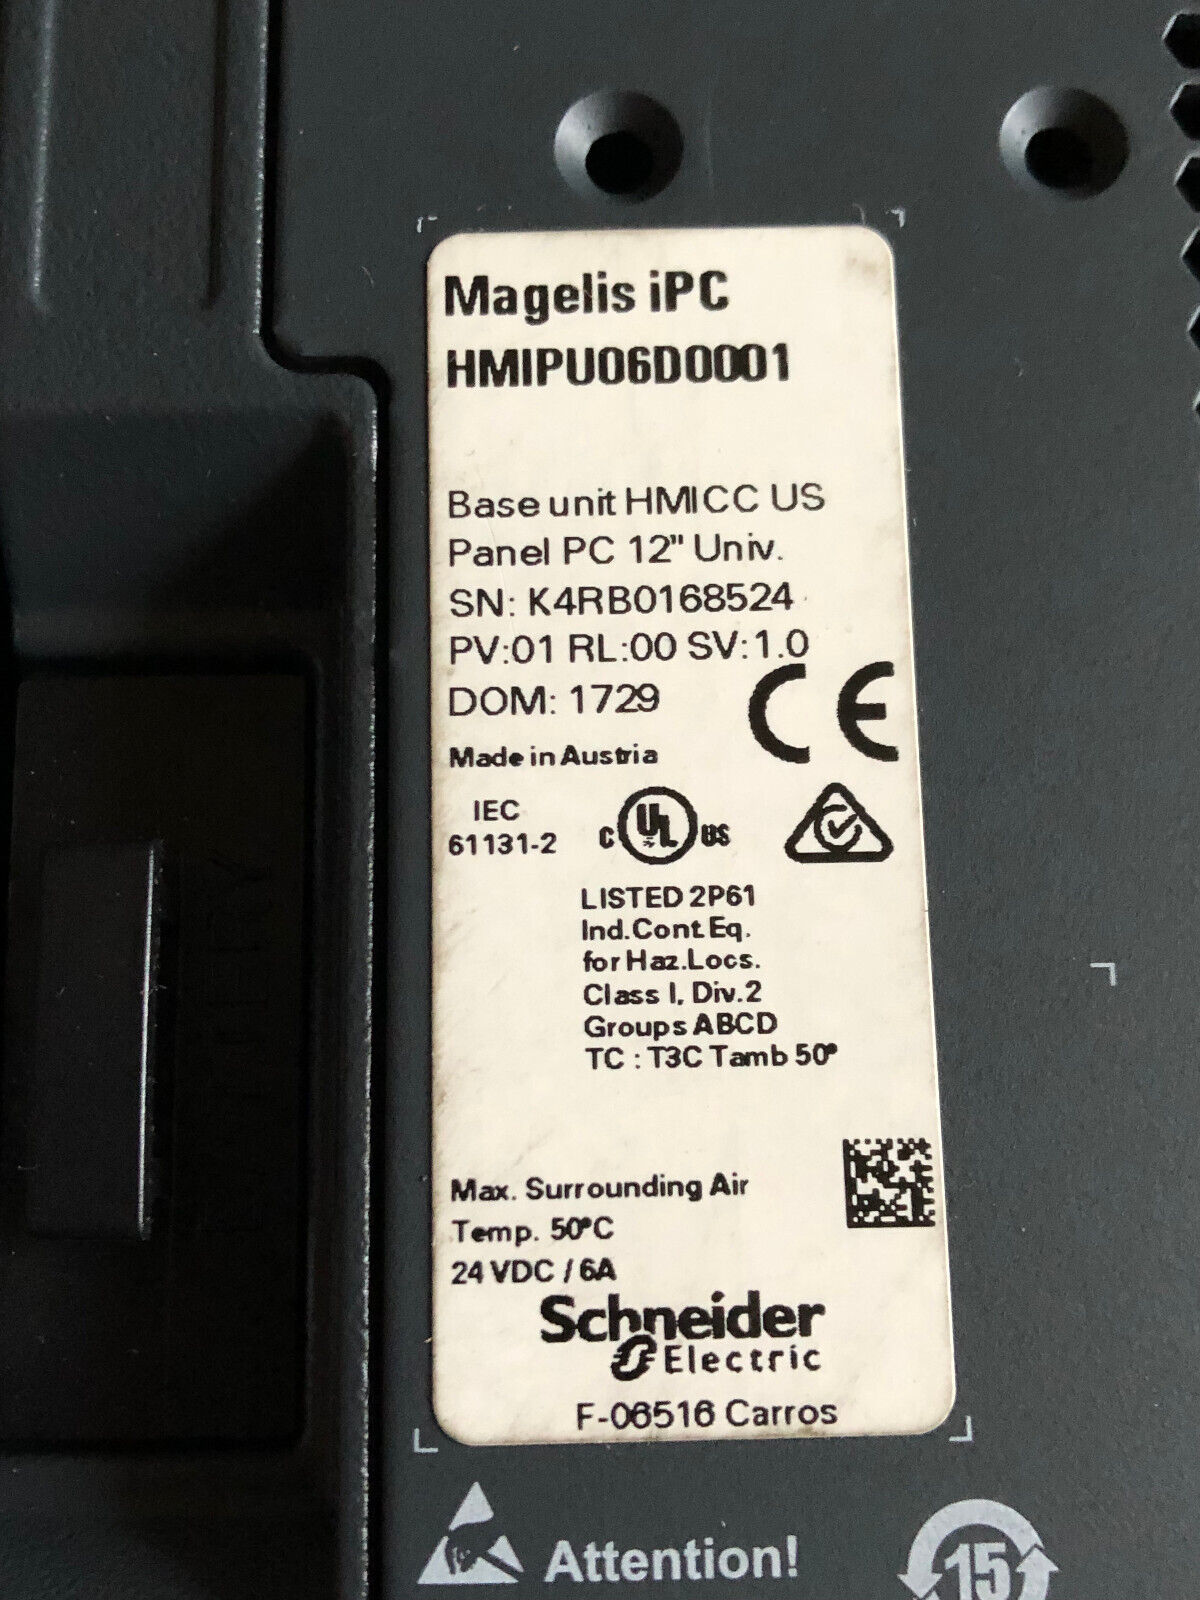 Magelis iPC
HMIPU06D0001
Base unit HMICC US
Panel PC 12" Univ.
SN: K4RB0168524
PV:01 RL:00 SV:1.0
DOM: 1729
CE
Made in Austria
IEC
61131-2
C UL US
LISTED 2P61
Ind.Cont.Eq.
for Haz.Locs.
Class I, Div.2
Groups ABCD
TC : T3C Tamb 50°
Max. Surrounding Air
Temp. 50°C
24 VDC / 6A
Schneider
Electric
F-06516 Carros
Attention!
15